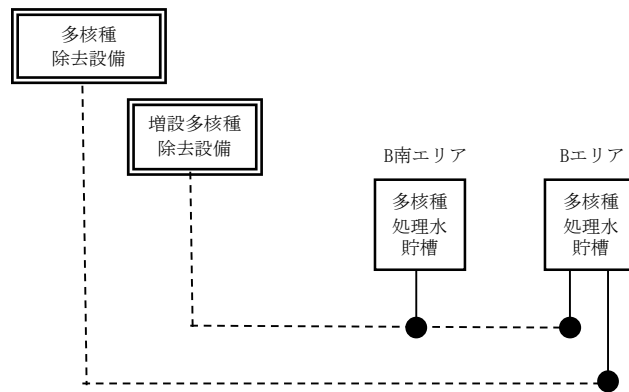 多核種
除去設備
増設多核種
除去設備
B南エリア
多核種
処理水
貯槽
Bエリア
多核種
処理水
貯槽